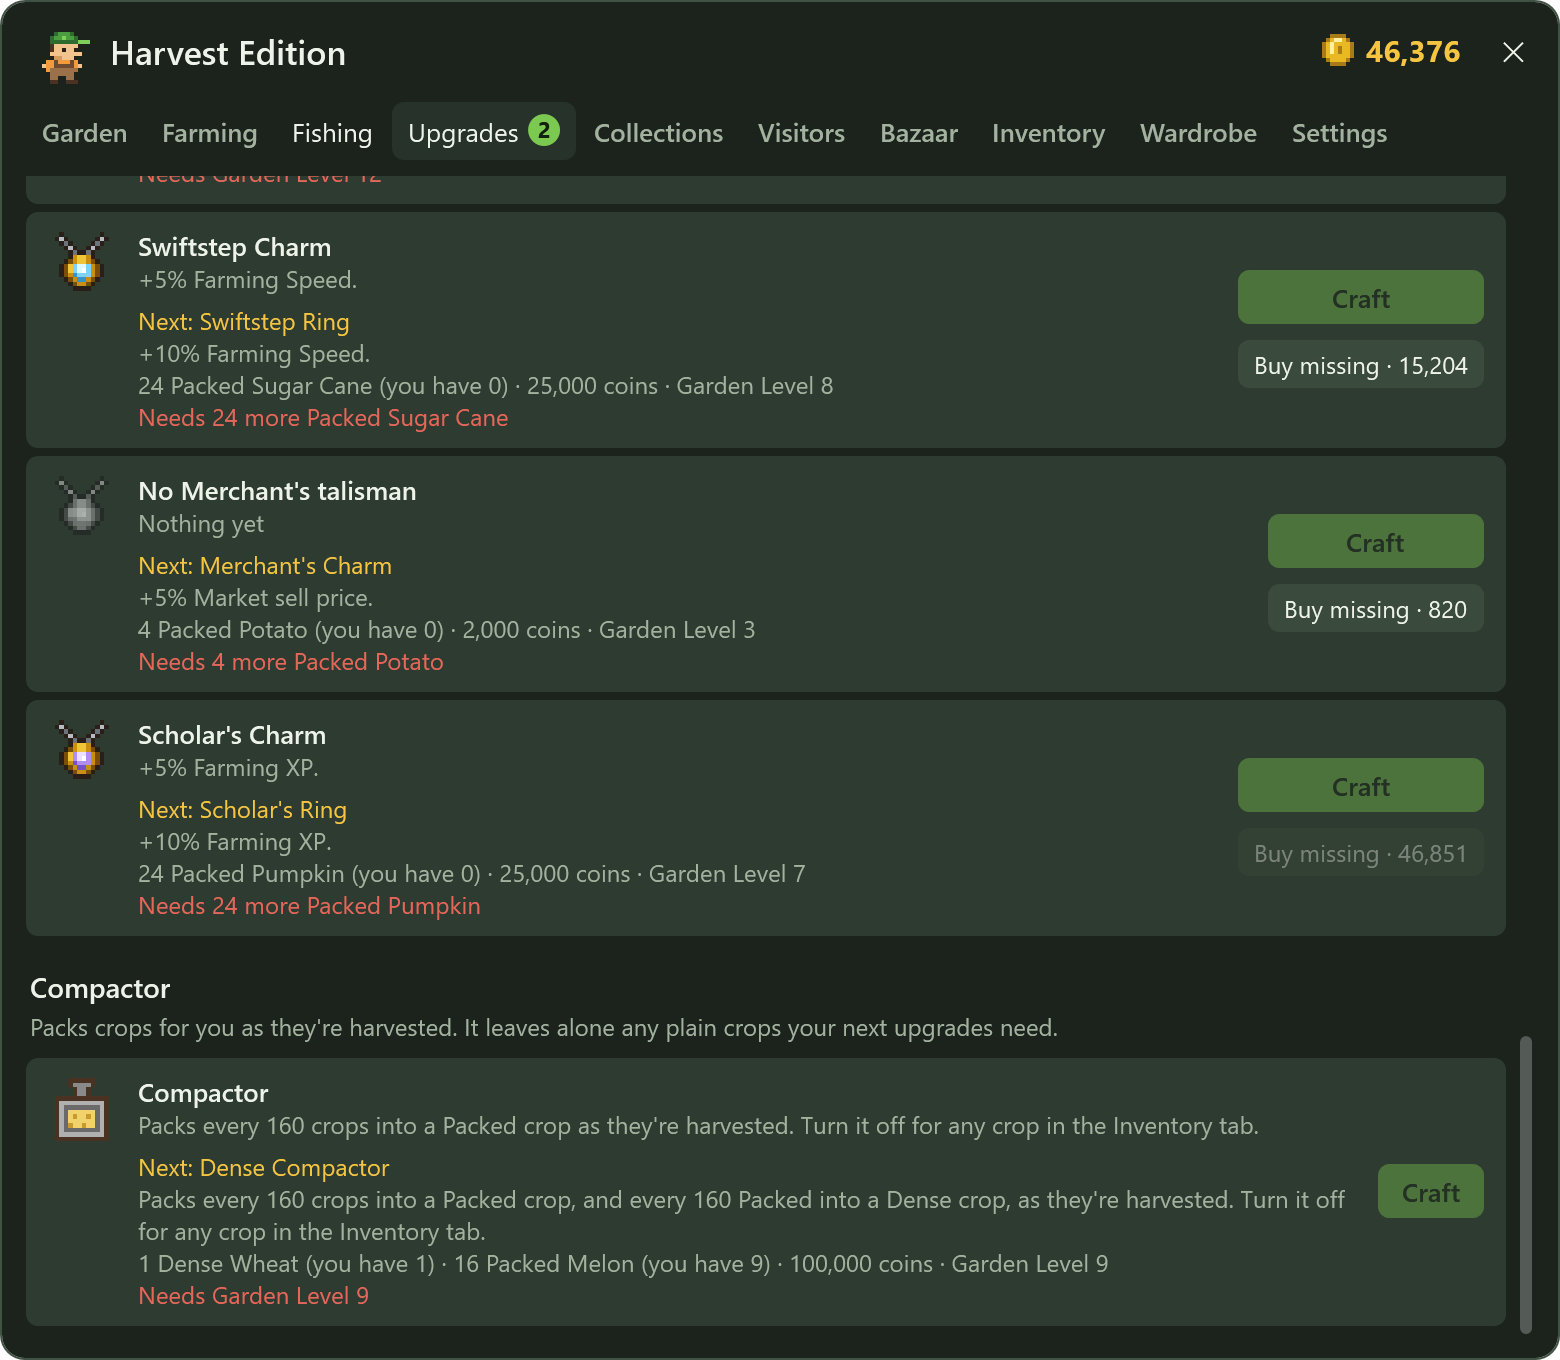 Harvest Edition
46,376
Garden Farming Fishing Upgrades 2 Collections Visitors Bazaar Inventory Wardrobe Settings
Needs Garden Level 12
Swiftstep Charm
+5% Farming Speed.
Next: Swiftstep Ring
+10% Farming Speed.
24 Packed Sugar Cane (you have 0) · 25,000 coins · Garden Level 8
Needs 24 more Packed Sugar Cane
Craft
Buy missing · 15,204
No Merchant's talisman
Nothing yet
Next: Merchant's Charm
+5% Market sell price.
4 Packed Potato (you have 0) · 2,000 coins · Garden Level 3
Needs 4 more Packed Potato
Craft
Buy missing · 820
Scholar's Charm
+5% Farming XP.
Next: Scholar's Ring
+10% Farming XP.
24 Packed Pumpkin (you have 0) · 25,000 coins · Garden Level 7
Needs 24 more Packed Pumpkin
Craft
Buy missing · 46,851
Compactor
Packs crops for you as they're harvested. It leaves alone any plain crops your next upgrades need.
Compactor
Packs every 160 crops into a Packed crop as they're harvested. Turn it off for any crop in the Inventory tab.
Next: Dense Compactor
Packs every 160 crops into a Packed crop, and every 160 Packed into a Dense crop, as they're harvested. Turn it off
for any crop in the Inventory tab.
1 Dense Wheat (you have 1) · 16 Packed Melon (you have 9) · 100,000 coins · Garden Level 9
Needs Garden Level 9
Craft